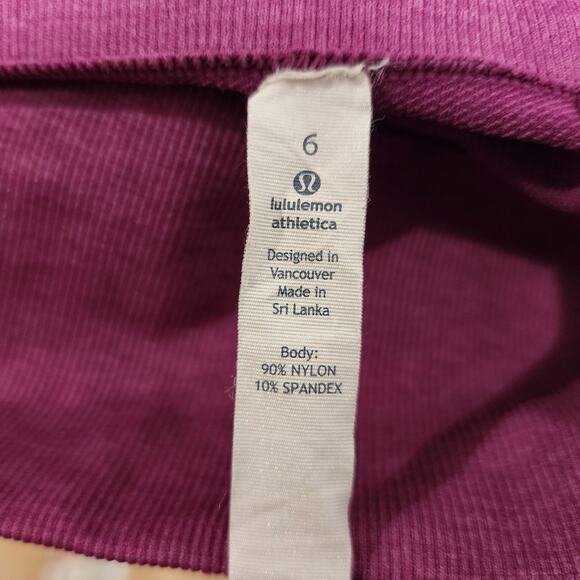 6
lululemon
athletica
Designed in
Vancouver
Made in
Sri Lanka
Body:
90% NYLON
10% SPANDEX